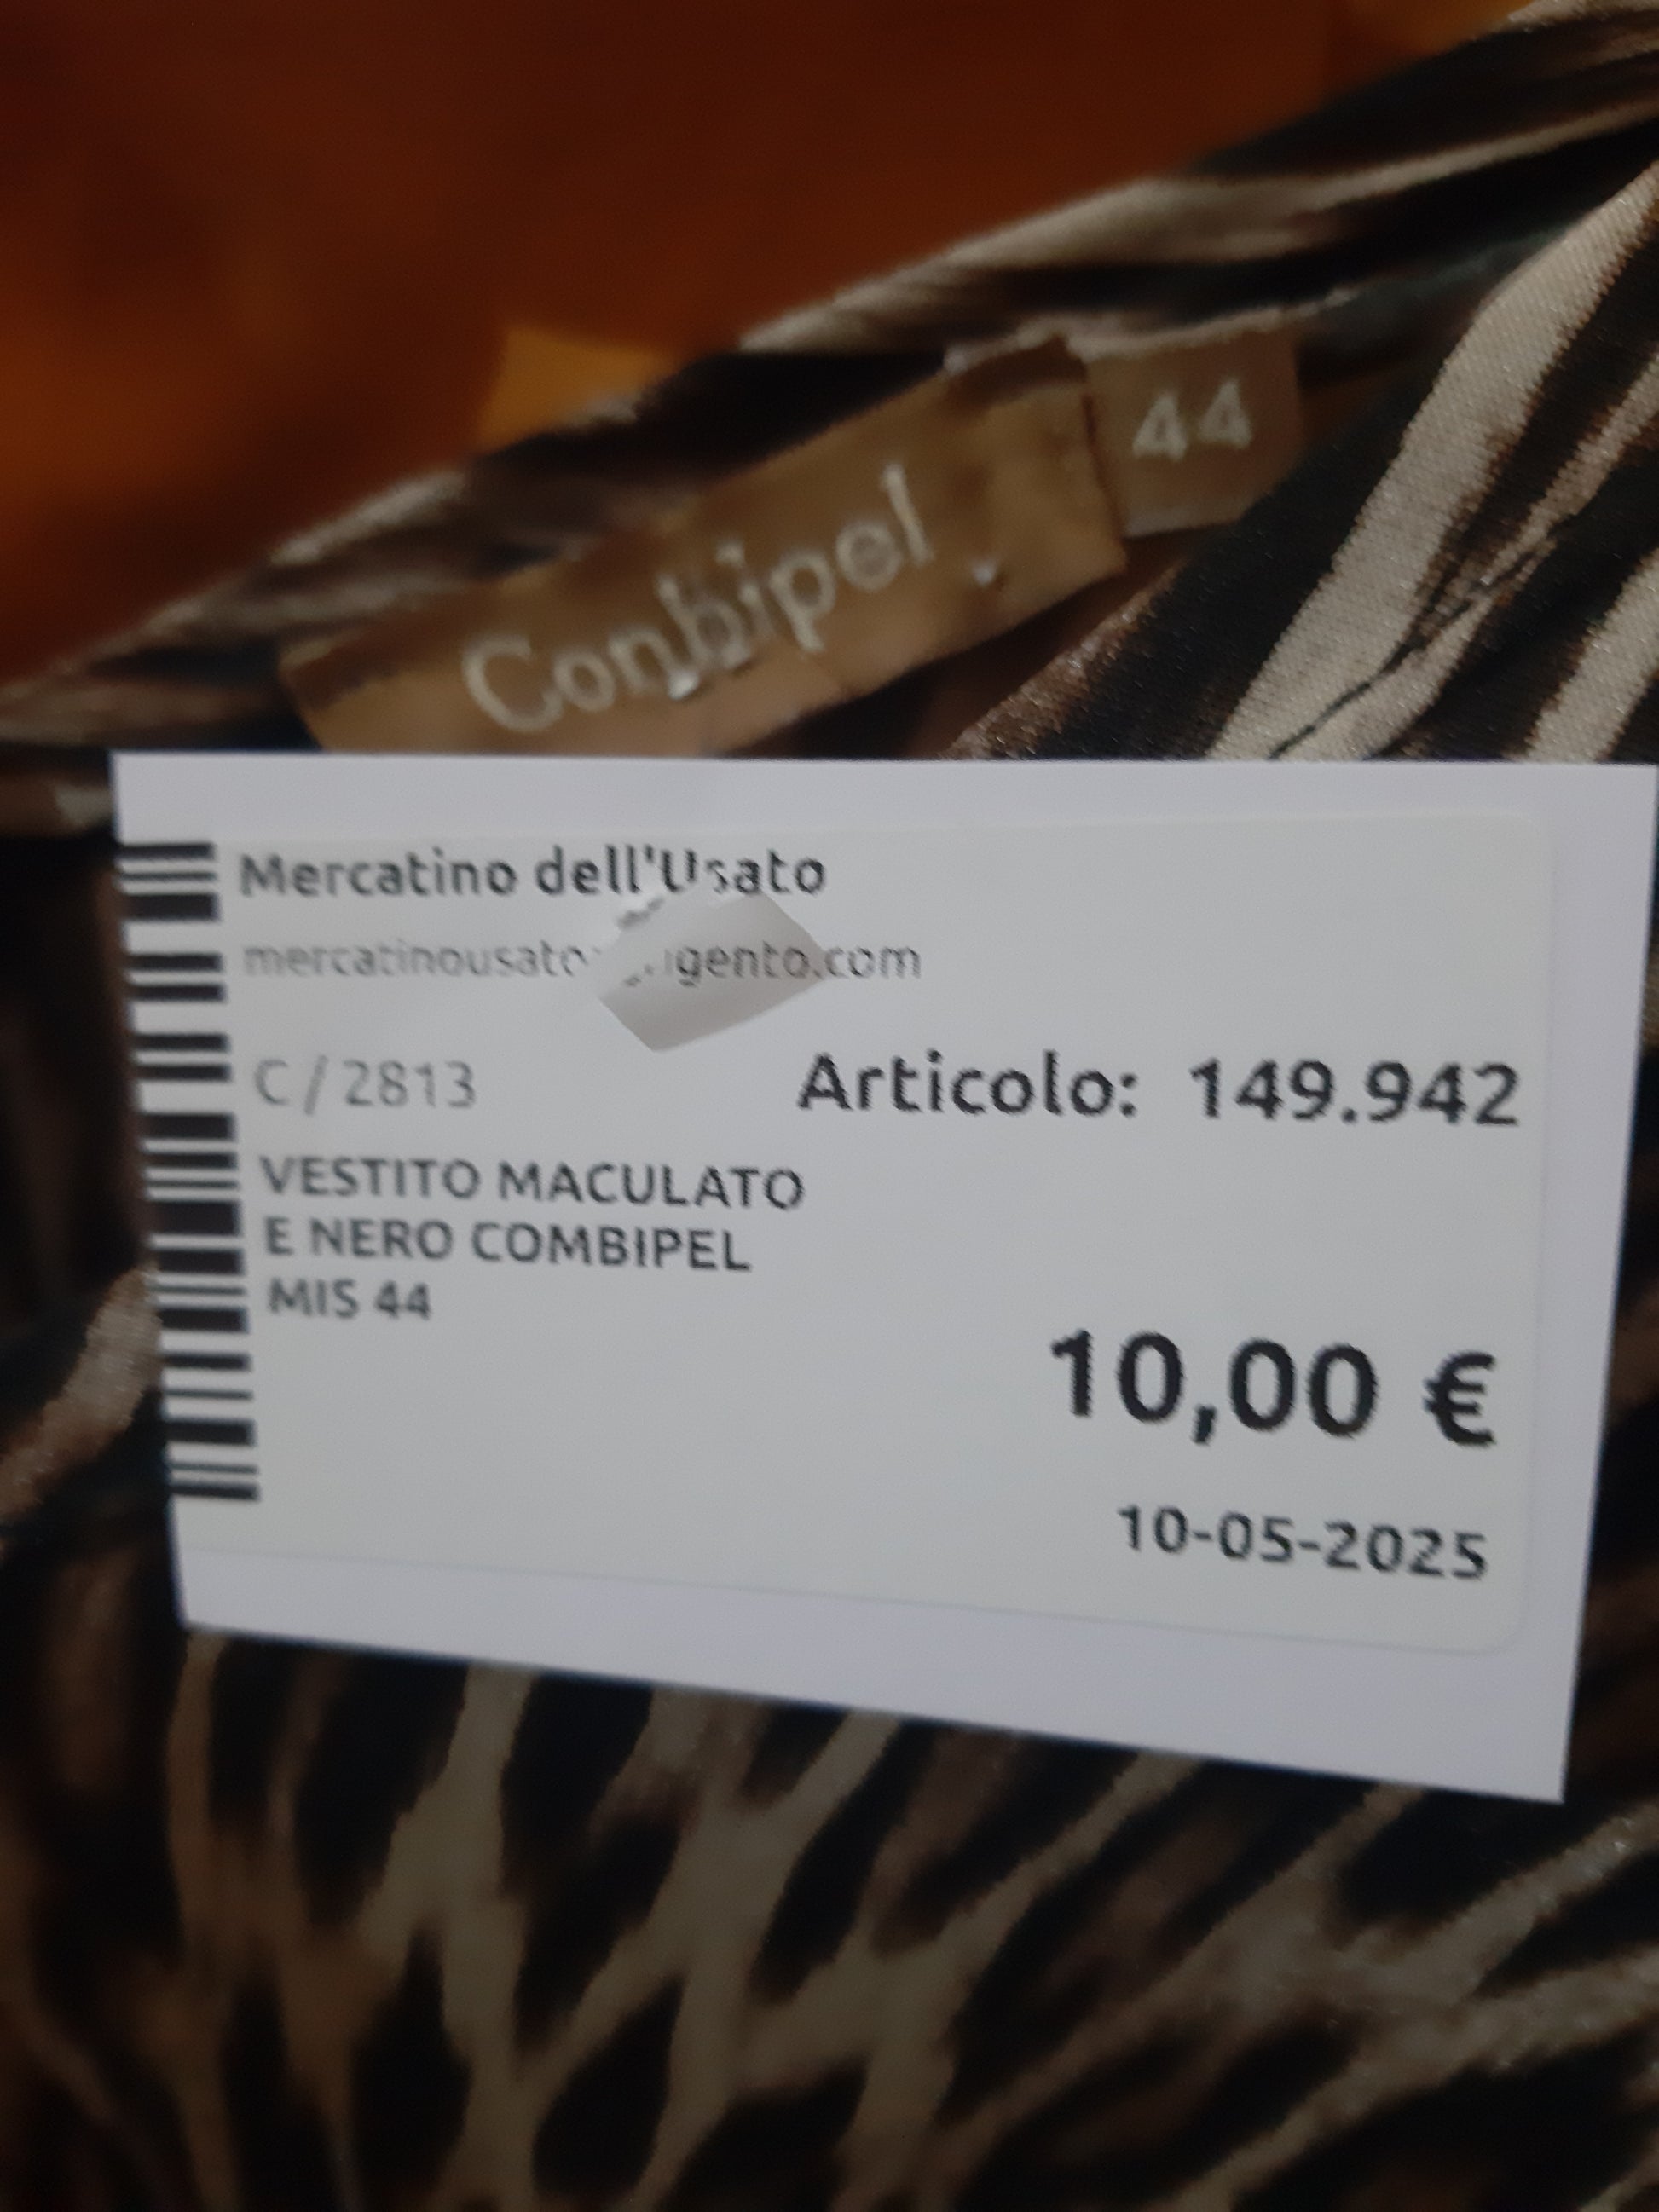 Conbipel
44
Mercatino dell'Usato
C / 2813
Articolo: 149.942
VESTITO MACULATO
E NERO COMBIPEL
MIS 44
10,00 €
10-05-2025